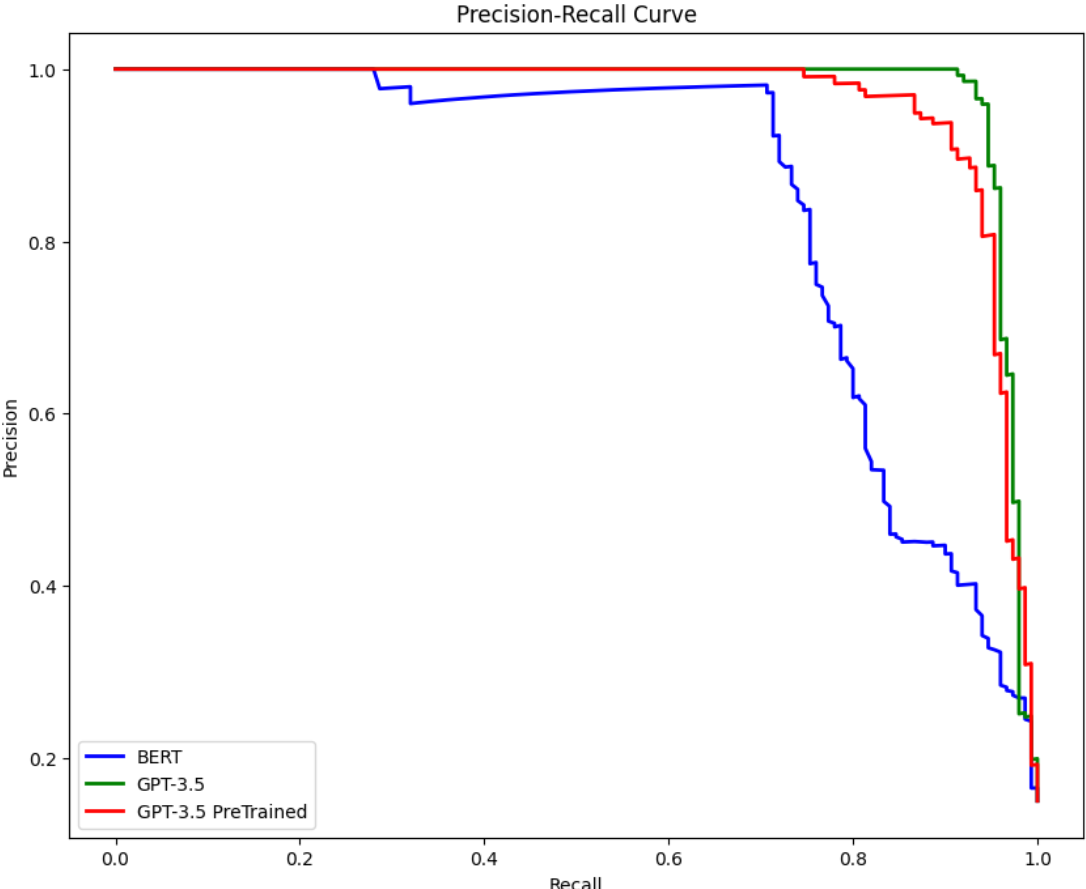 Precision-Recall Curve
Precision
1.0
0.8
0.6
0.4
0.2
BERT
GPT-3.5
GPT-3.5 PreTrained
0.0 0.2 0.4 0.6 0.8 1.0
Recall